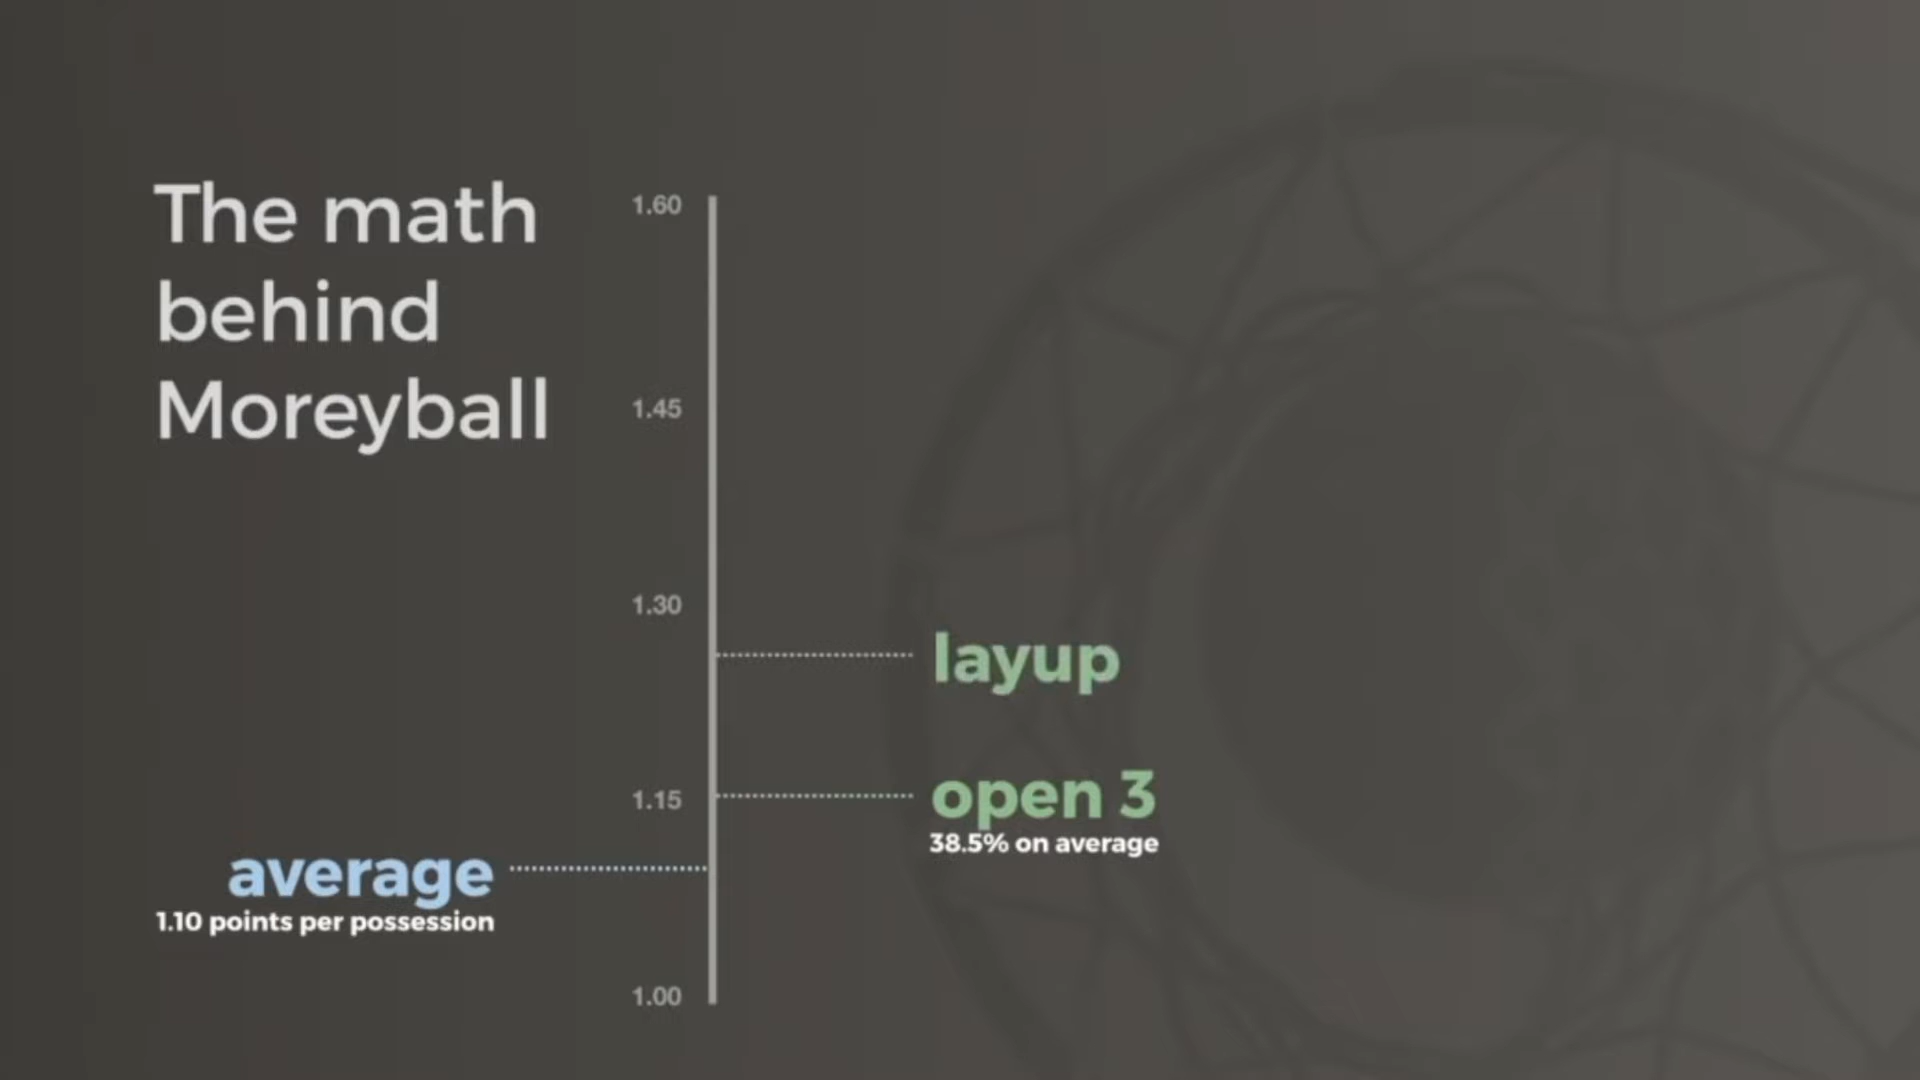 The math
behind
Moreyball
1.60
1.45
1.30
layup
1.15
open 3
38.5% on average
average
1.10 points per possession
1.00